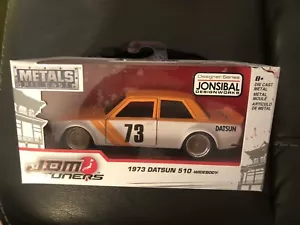 METALS
DIE CAST
Designer Series
JONSIBAL
DESIGNWORKS
8+
DIE CAST
METAL
METAL
MOULÉ
ARTICULO
DE METAL
73
DATSUN
JDM
TUNERS
1973 DATSUN 510 WIDEBODY